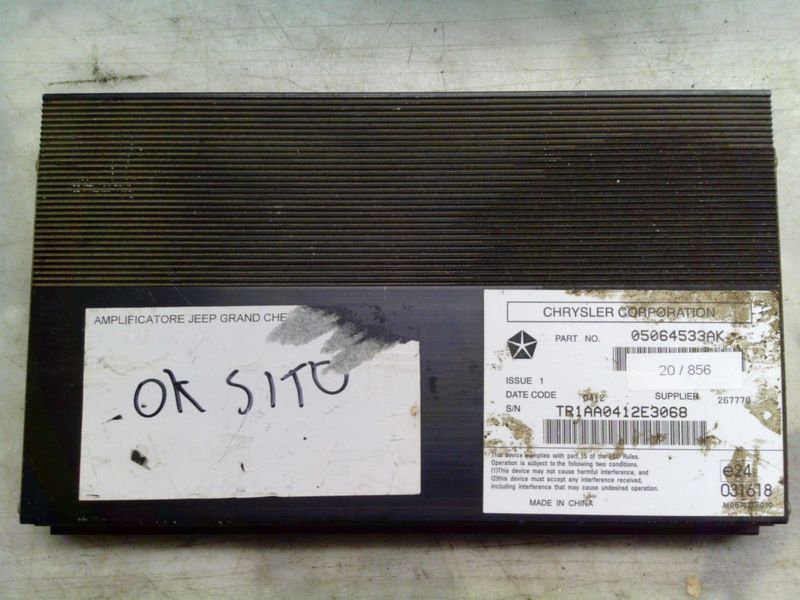 AMPLIFICATORE JEEP GRAND CHE
OK SITO
CHRYSLER CORPORATION
PART NO. 05064533AK
20 / 856
ISSUE 1
DATE CODE 0412 SUPPLIER 267770
S/N TR1AA0412E3068
This device complies with part 15 of the FCC Rules.
Operation is subject to the following two conditions.
(1)This device may not cause harmful interference, and
(2)this device must accept any interference received,
including interference that may cause undesired operation.
MADE IN CHINA
e24
031618